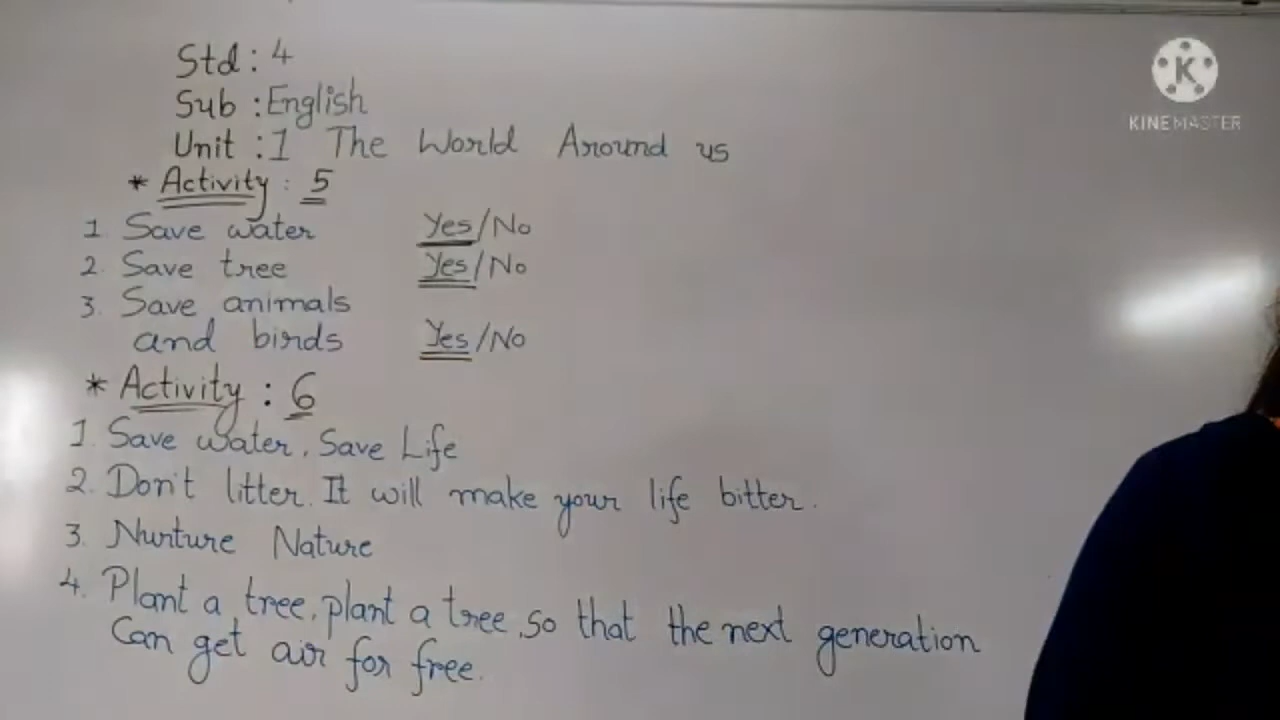 Std : 4
Sub : English
Unit : 1 The World Around us
* Activity : 5
1. Save water Yes/No
2. Save tree Yes/No
3. Save animals
and birds Yes/No
* Activity : 6
1. Save water, Save Life
2. Don't litter. It will make your life bitter.
3. Nurture Nature
4. Plant a tree, plant a tree, so that the next generation
Can get air for free.
K
KINEMASTER